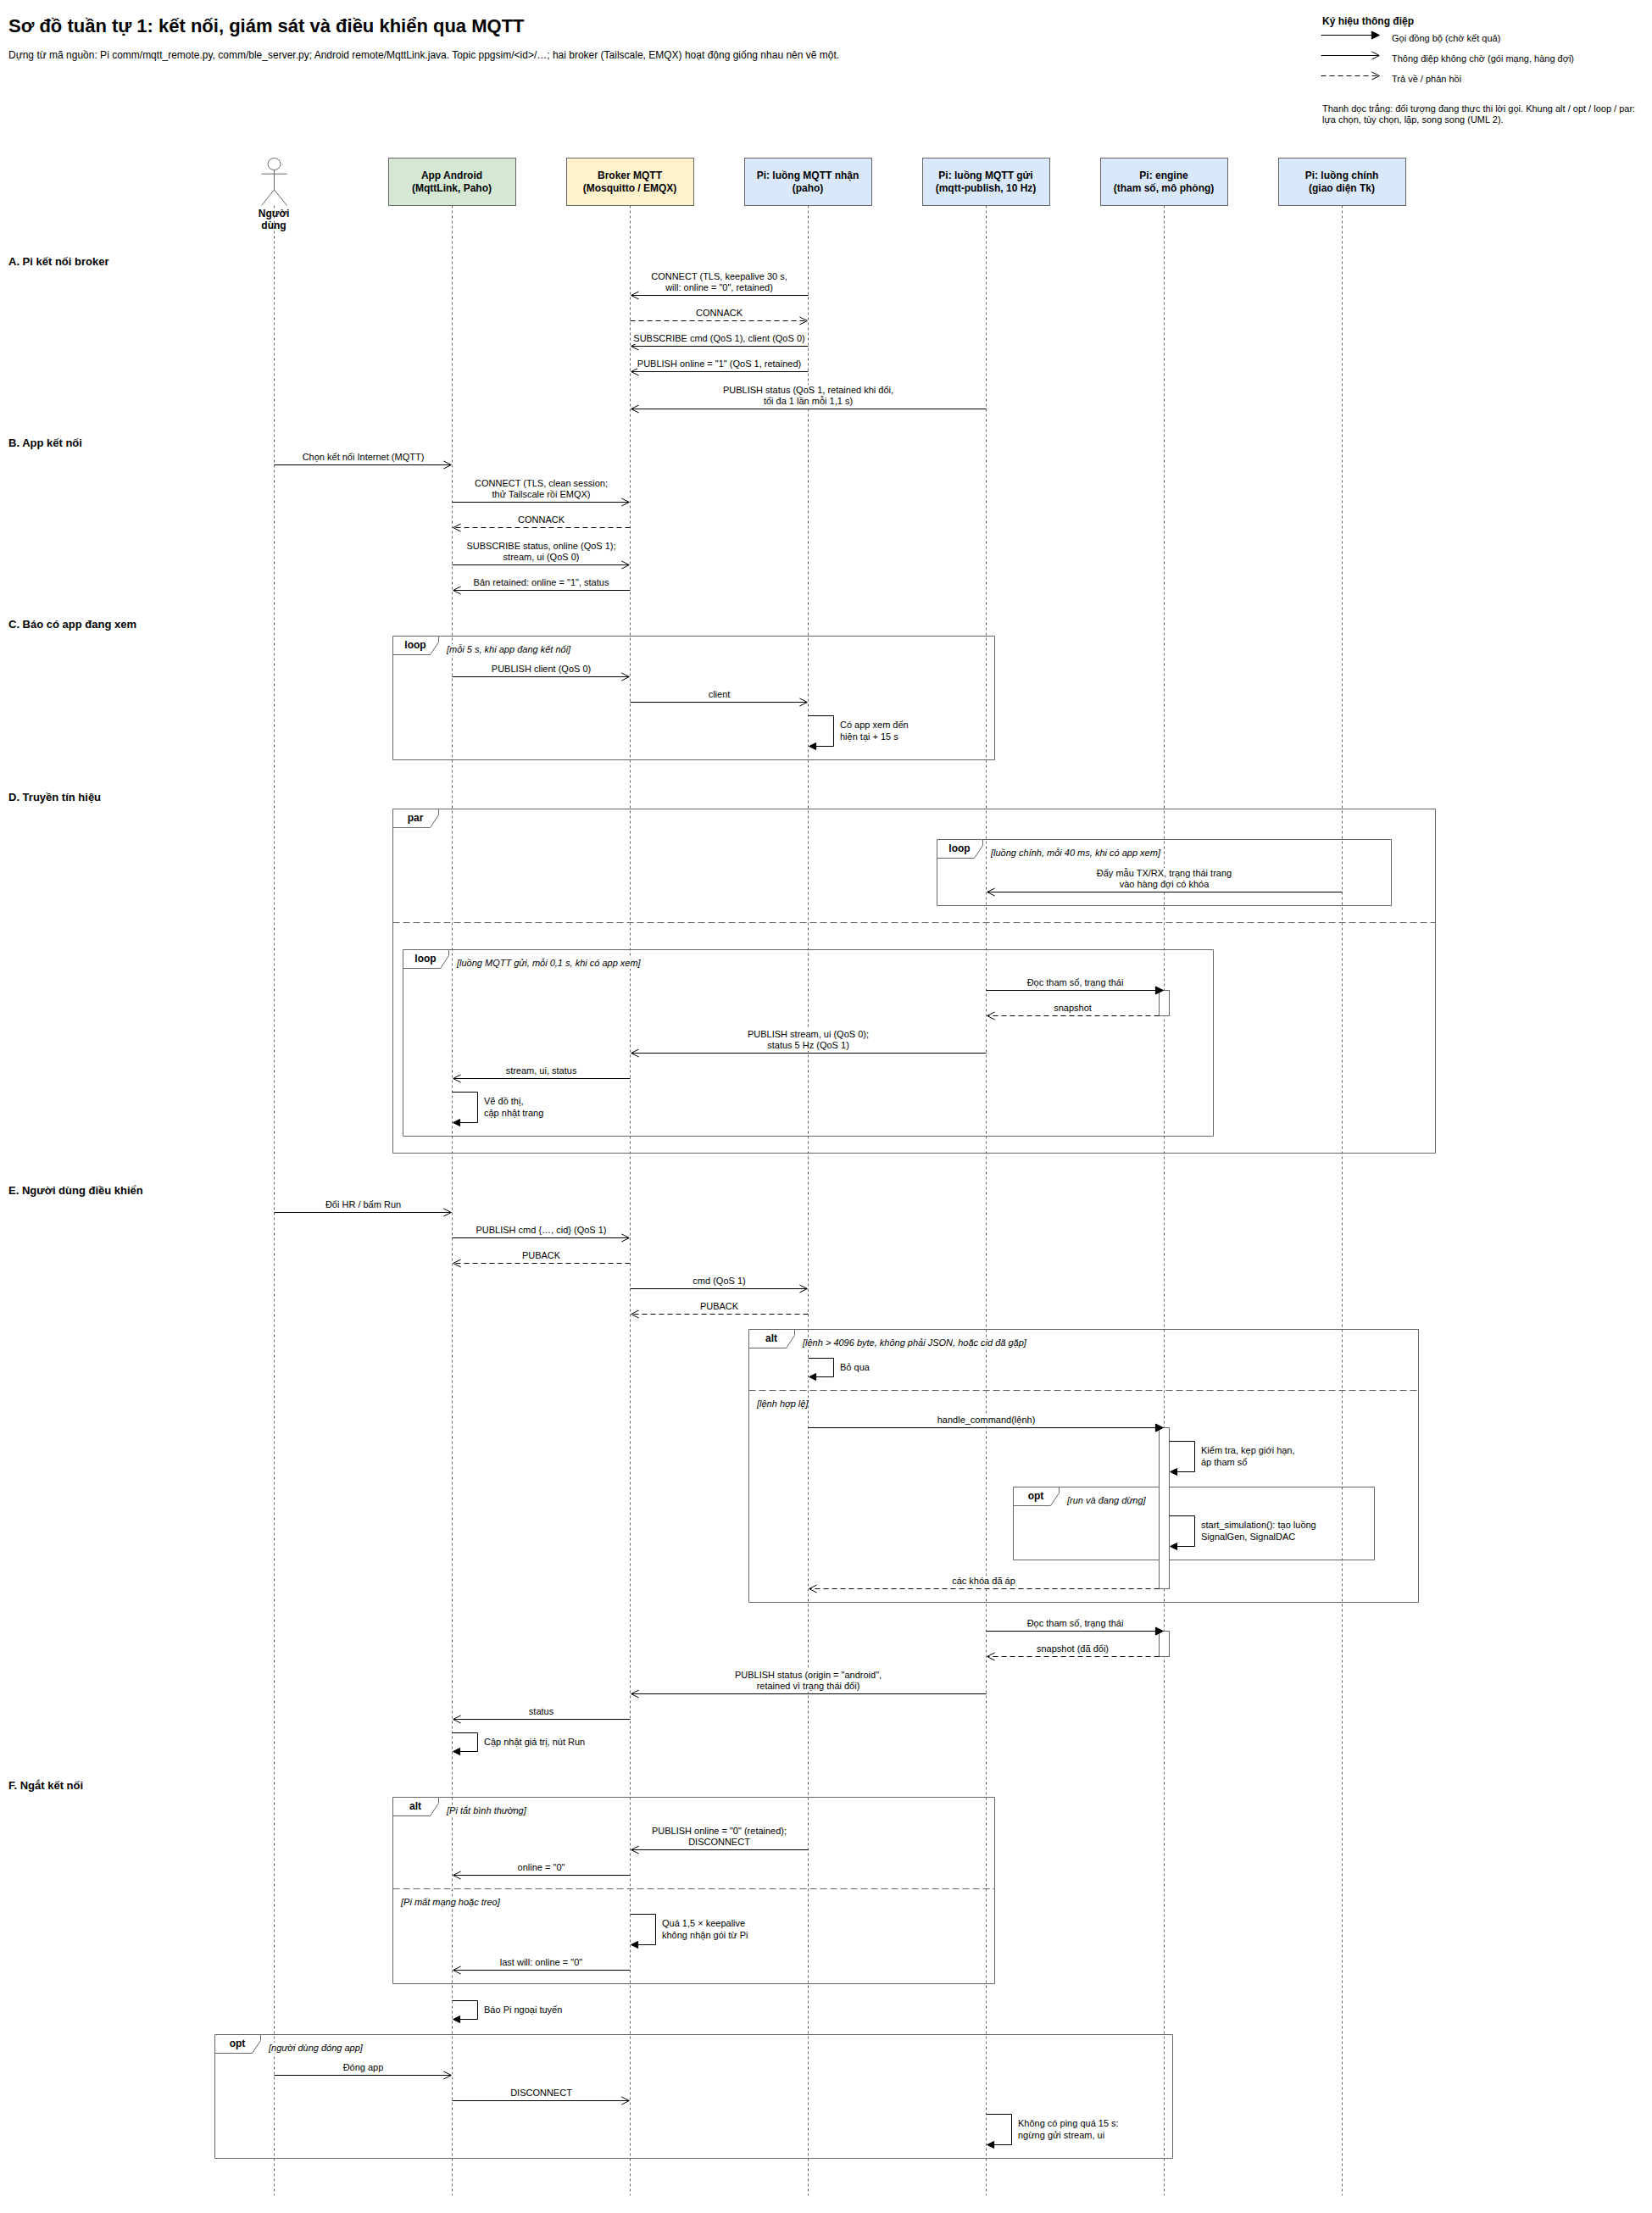 Sơ đồ tuần tự 1: kết nối, giám sát và điều khiển qua MQTT
Dựng từ mã nguồn: Pi comm/mqtt_remote.py, comm/ble_server.py; Android remote/MqttLink.java. Topic ppgsim/<id>/…; hai broker (Tailscale, EMQX) hoạt động giống nhau nên vẽ một.
Ký hiệu thông điệp
Gọi đồng bộ (chờ kết quả)
Thông điệp không chờ (gói mạng, hàng đợi)
Trả về / phản hồi
Thanh dọc trắng: đối tượng đang thực thi lời gọi. Khung alt / opt / loop / par:
lựa chọn, tùy chọn, lặp, song song (UML 2).
Người
dùng
App Android
(MqttLink, Paho)
Broker MQTT
(Mosquitto / EMQX)
Pi: luồng MQTT nhận
(paho)
Pi: luồng MQTT gửi
(mqtt-publish, 10 Hz)
Pi: engine
(tham số, mô phỏng)
Pi: luồng chính
(giao diện Tk)
A. Pi kết nối broker
CONNECT (TLS, keepalive 30 s,
will: online = "0", retained)
CONNACK
SUBSCRIBE cmd (QoS 1), client (QoS 0)
PUBLISH online = "1" (QoS 1, retained)
PUBLISH status (QoS 1, retained khi đổi,
tối đa 1 lần mỗi 1,1 s)
B. App kết nối
Chọn kết nối Internet (MQTT)
CONNECT (TLS, clean session;
thử Tailscale rồi EMQX)
CONNACK
SUBSCRIBE status, online (QoS 1);
stream, ui (QoS 0)
Bản retained: online = "1", status
C. Báo có app đang xem
loop
[mỗi 5 s, khi app đang kết nối]
PUBLISH client (QoS 0)
client
Có app xem đến
hiện tại + 15 s
D. Truyền tín hiệu
par
loop
[luồng chính, mỗi 40 ms, khi có app xem]
Đẩy mẫu TX/RX, trạng thái trang
vào hàng đợi có khóa
loop
[luồng MQTT gửi, mỗi 0,1 s, khi có app xem]
Đọc tham số, trạng thái
snapshot
PUBLISH stream, ui (QoS 0);
status 5 Hz (QoS 1)
stream, ui, status
Vẽ đồ thị,
cập nhật trang
E. Người dùng điều khiển
Đổi HR / bấm Run
PUBLISH cmd {…, cid} (QoS 1)
PUBACK
cmd (QoS 1)
PUBACK
alt
[lệnh > 4096 byte, không phải JSON, hoặc cid đã gặp]
Bỏ qua
[lệnh hợp lệ]
handle_command(lệnh)
Kiểm tra, kẹp giới hạn,
áp tham số
opt
[run và đang dừng]
start_simulation(): tạo luồng
SignalGen, SignalDAC
các khóa đã áp
Đọc tham số, trạng thái
snapshot (đã đổi)
PUBLISH status (origin = "android",
retained vì trạng thái đổi)
status
Cập nhật giá trị, nút Run
F. Ngắt kết nối
alt
[Pi tắt bình thường]
PUBLISH online = "0" (retained);
DISCONNECT
online = "0"
[Pi mất mạng hoặc treo]
Quá 1,5 × keepalive
không nhận gói từ Pi
last will: online = "0"
Báo Pi ngoại tuyến
opt
[người dùng đóng app]
Đóng app
DISCONNECT
Không có ping quá 15 s:
ngừng gửi stream, ui